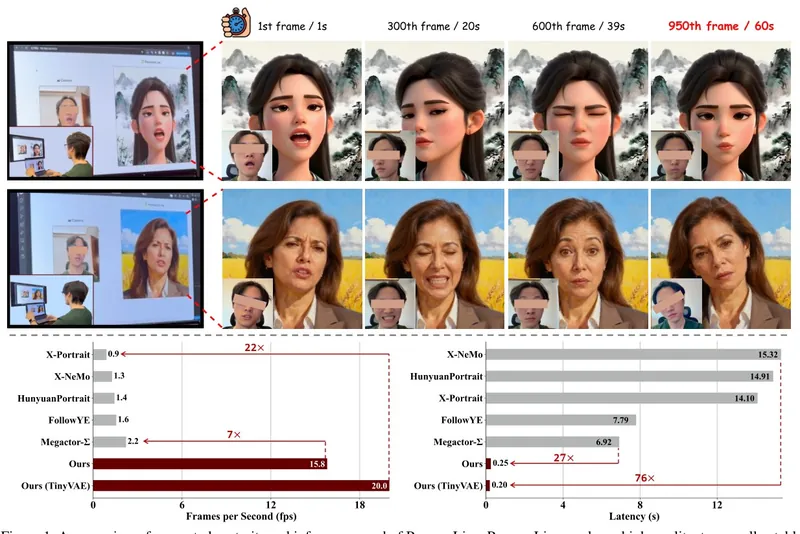 1st frame / 1s
300th frame / 20s
600th frame / 39s
950th frame / 60s
X-Portrait
0.9
22×
X-NeMo
1.3
HunyuanPortrait
1.4
FollowYE
1.6
Megactor-Σ
2.2
7×
Ours
15.8
Ours (TinyVAE)
20.0
0
6
12
18
Frames per Second (fps)
X-NeMo
15.32
HunyuanPortrait
14.91
X-Portrait
14.10
FollowYE
7.79
Megactor-Σ
6.92
Ours
0.25
27×
Ours (TinyVAE)
0.20
76×
0
4
8
12
Latency (s)